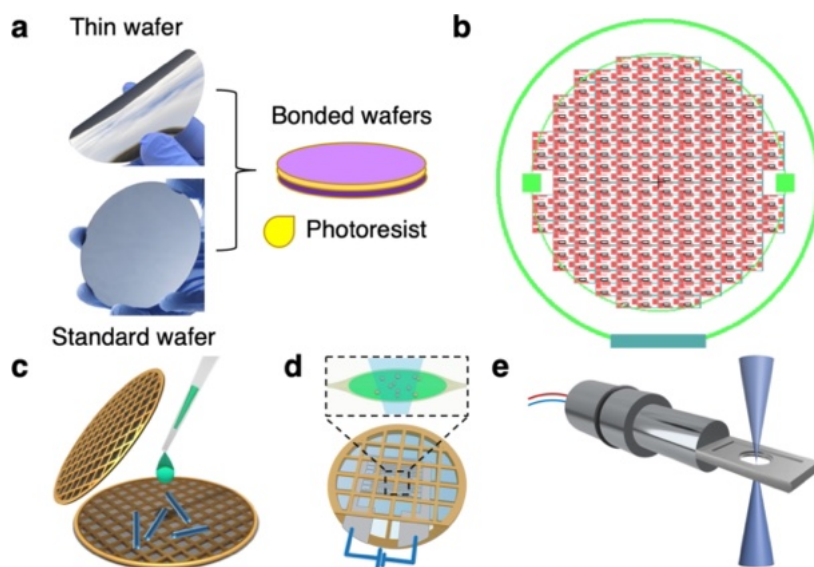 a
Thin wafer
Bonded wafers
Photoresist
Standard wafer
b
c
d
e